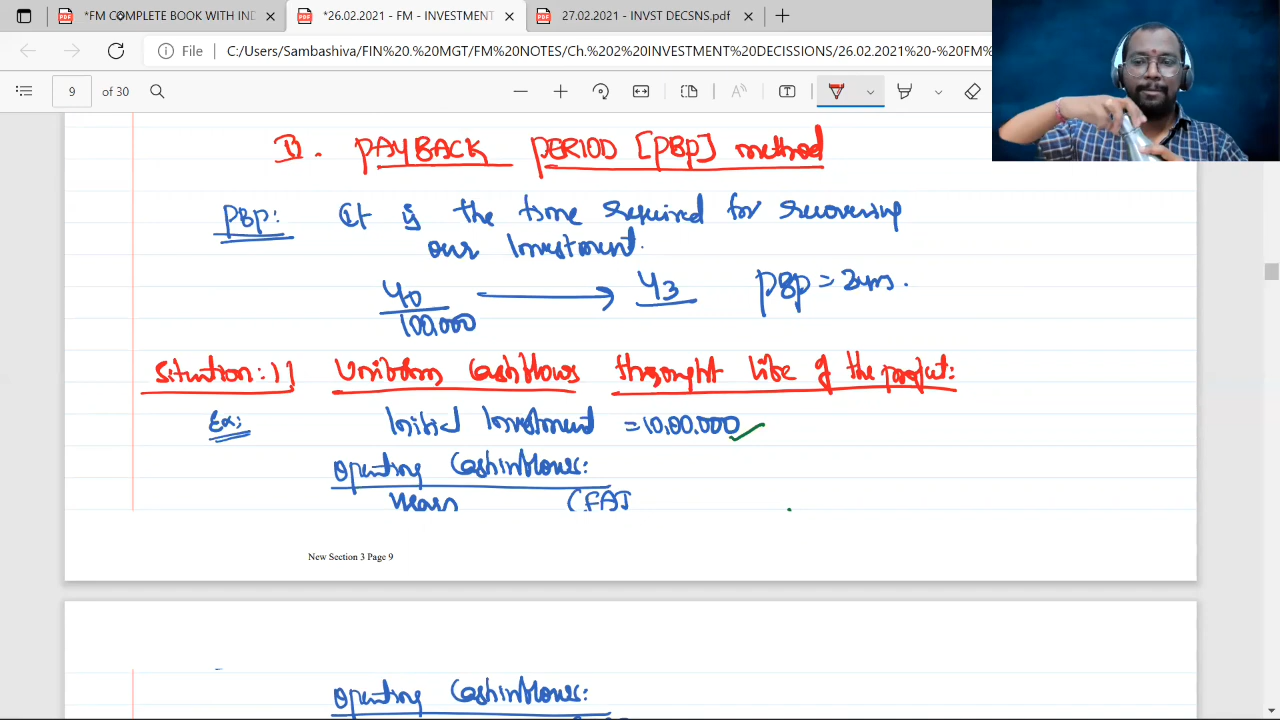 *FM COMPLETE BOOK WITH IND
*26.02.2021 - FM - INVESTMENT
27.02.2021 - INVST DECSNS.pdf
File C:/Users/Sambashiva/FIN%20.%20MGT/FM%20NOTES/Ch.%202%20INVESTMENT%20DECISSIONS/26.02.2021%20-%20FM%
9 of 30
II. PAYBACK PERIOD [PBP] method
PBP: It is the time required for recovering
our Investment.
Y0 Y3 PBP = 3yrs.
100,000
Situation:1] Uniform Cashflows throught life of the project:
Ex: Initial Investment = 10,00,000
Operating Cashinflows:
Years CFAT
New Section 3 Page 9
Operating Cashinflows: